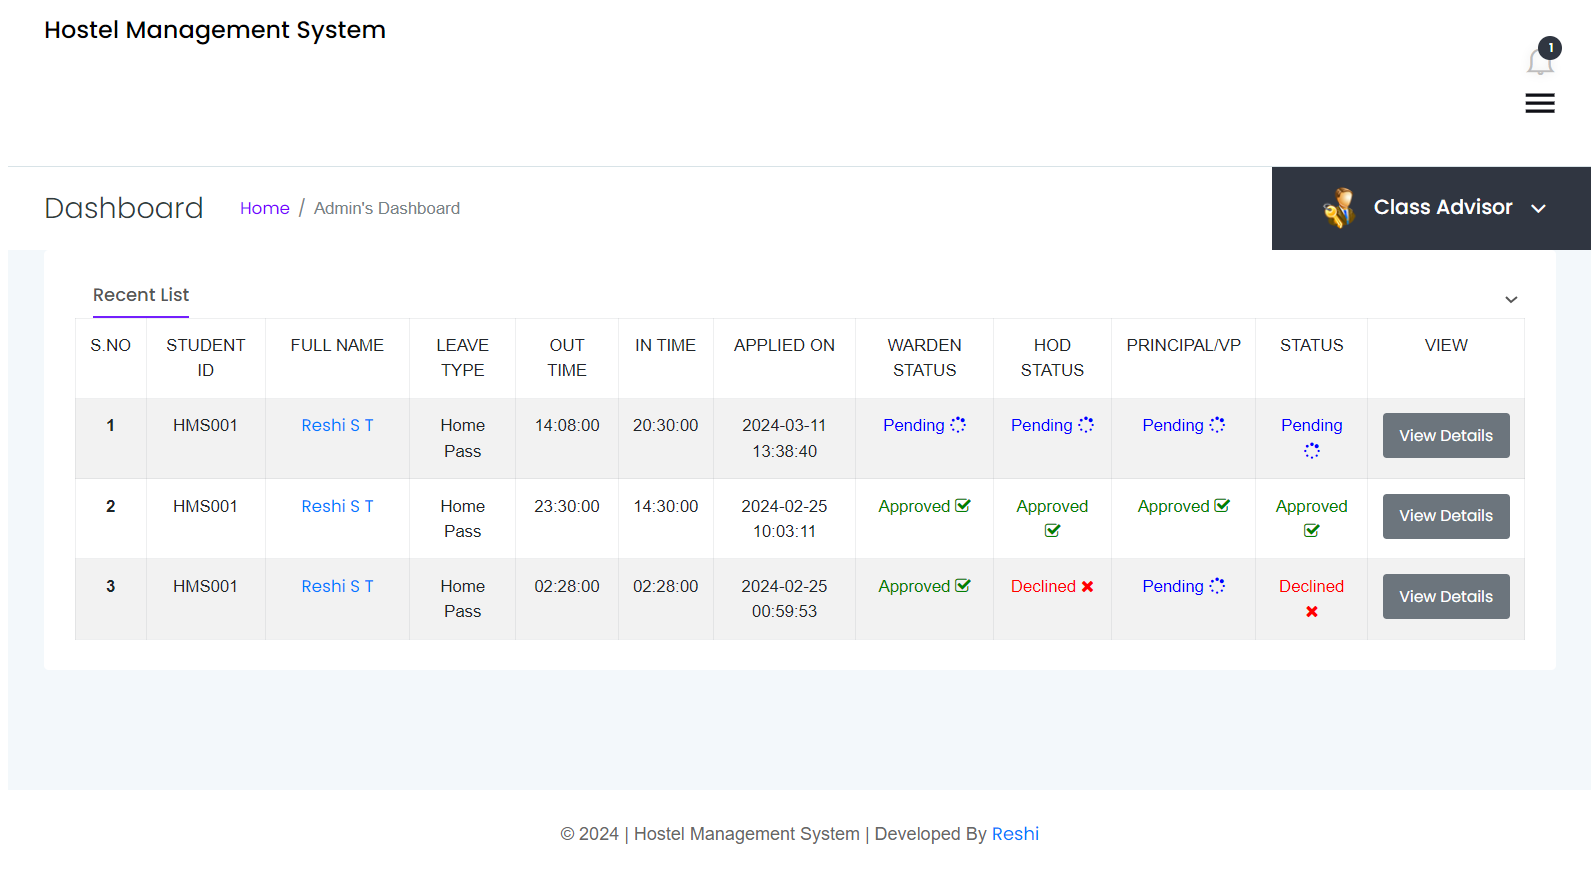 Hostel Management System
1
Dashboard Home / Admin's Dashboard Class Advisor
Recent List
S.NO STUDENT ID FULL NAME LEAVE TYPE OUT TIME IN TIME APPLIED ON WARDEN STATUS HOD STATUS PRINCIPAL/VP STATUS VIEW
1 HMS001 Reshi S T Home Pass 14:08:00 20:30:00 2024-03-11 13:38:40 Pending Pending Pending Pending View Details
2 HMS001 Reshi S T Home Pass 23:30:00 14:30:00 2024-02-25 10:03:11 Approved Approved Approved Approved View Details
3 HMS001 Reshi S T Home Pass 02:28:00 02:28:00 2024-02-25 00:59:53 Approved Declined Pending Declined View Details
© 2024 | Hostel Management System | Developed By Reshi